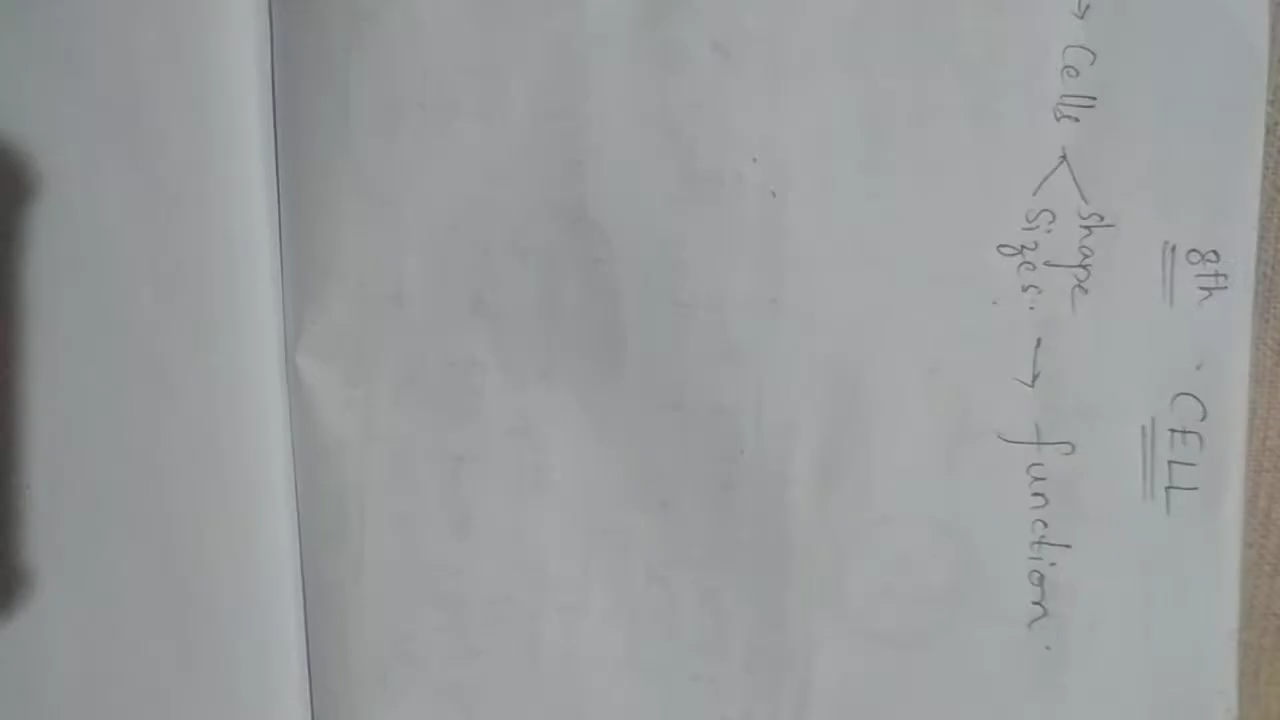 8th . CELL
→ Cells < shape
sizes. → function.